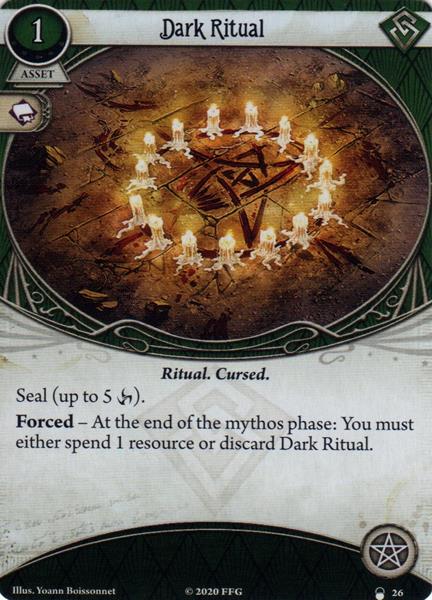 1
Dark Ritual
ASSET
Ritual. Cursed.
Seal (up to 5 ).
Forced – At the end of the mythos phase: You must
either spend 1 resource or discard Dark Ritual.
Illus. Yoann Boissonnet
© 2020 FFG
26